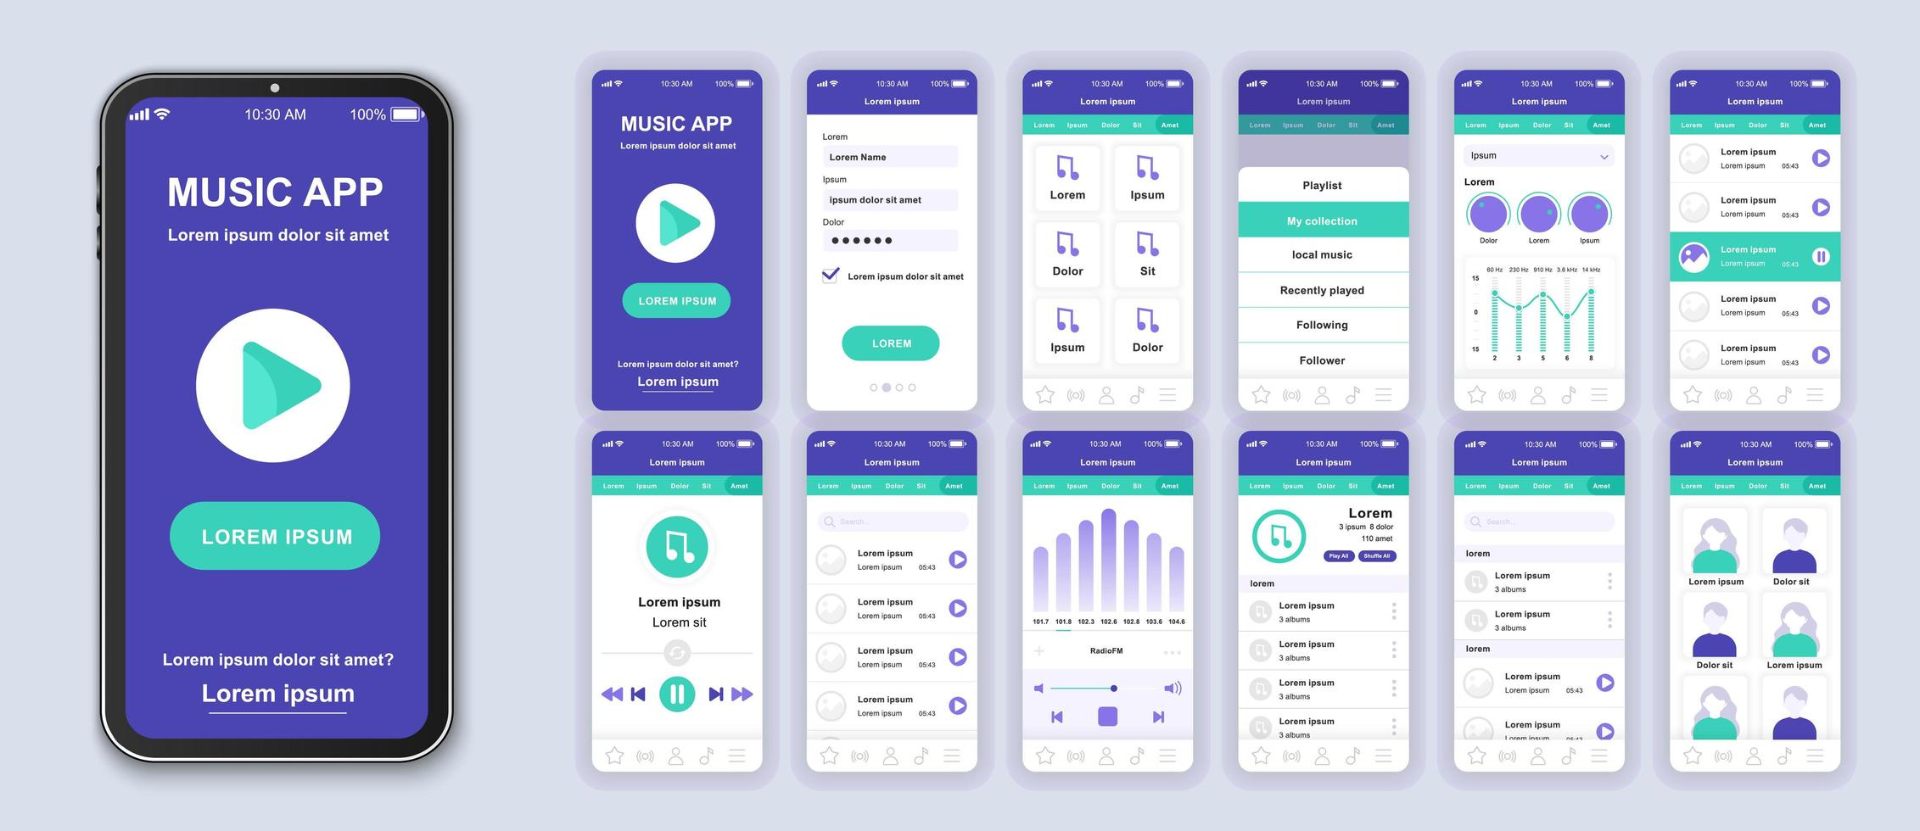 10:30 AM 100%
MUSIC APP
Lorem ipsum dolor sit amet
LOREM IPSUM
Lorem ipsum dolor sit amet?
Lorem ipsum
10:30 AM 100%
MUSIC APP
Lorem ipsum dolor sit amet
LOREM IPSUM
Lorem ipsum dolor sit amet?
Lorem ipsum
10:30 AM 100%
Lorem ipsum
Lorem
Lorem Name
Ipsum
ipsum dolor sit amet
Dolor
Lorem ipsum dolor sit amet
LOREM
10:30 AM 100%
Lorem ipsum
Lorem Ipsum Dolor Sit Amet
Lorem Ipsum
Dolor Sit
Ipsum Dolor
10:30 AM 100%
Lorem ipsum
Lorem Ipsum Dolor Sit Amet
Playlist
My collection
local music
Recently played
Following
Follower
10:30 AM 100%
Lorem ipsum
Lorem Ipsum Dolor Sit Amet
Ipsum
Lorem
Dolor Lorem Ipsum
60 Hz 230 Hz 910 Hz 3.6 kHz 14 kHz
15
0
15
2 3 5 6 8
10:30 AM 100%
Lorem ipsum
Lorem Ipsum Dolor Sit Amet
Lorem ipsum
Lorem ipsum 05:43
Lorem ipsum
Lorem ipsum 05:43
Lorem ipsum
Lorem ipsum 05:43
Lorem ipsum
Lorem ipsum 05:43
Lorem ipsum
Lorem ipsum 05:43
10:30 AM 100%
Lorem ipsum
Lorem Ipsum Dolor Sit Amet
Lorem ipsum
Lorem sit
10:30 AM 100%
Lorem ipsum
Lorem Ipsum Dolor Sit Amet
Search...
Lorem ipsum
Lorem ipsum 05:43
Lorem ipsum
Lorem ipsum 05:43
Lorem ipsum
Lorem ipsum 05:43
Lorem ipsum
Lorem ipsum 05:43
10:30 AM 100%
Lorem ipsum
Lorem Ipsum Dolor Sit Amet
101.7 101.8 102.3 102.6 102.8 103.6 104.6
RadioFM
10:30 AM 100%
Lorem ipsum
Lorem Ipsum Dolor Sit Amet
Lorem
3 ipsum 8 dolor
110 amet
Play All Shuffle All
lorem
Lorem ipsum
3 albums
Lorem ipsum
3 albums
Lorem ipsum
3 albums
Lorem ipsum
3 albums
10:30 AM 100%
Lorem ipsum
Lorem Ipsum Dolor Sit Amet
Search...
lorem
Lorem ipsum
3 albums
Lorem ipsum
3 albums
lorem
Lorem ipsum
Lorem ipsum 05:43
Lorem ipsum
Lorem ipsum 05:43
10:30 AM 100%
Lorem ipsum
Lorem Ipsum Dolor Sit Amet
Lorem ipsum Dolor sit
Dolor sit Lorem ipsum